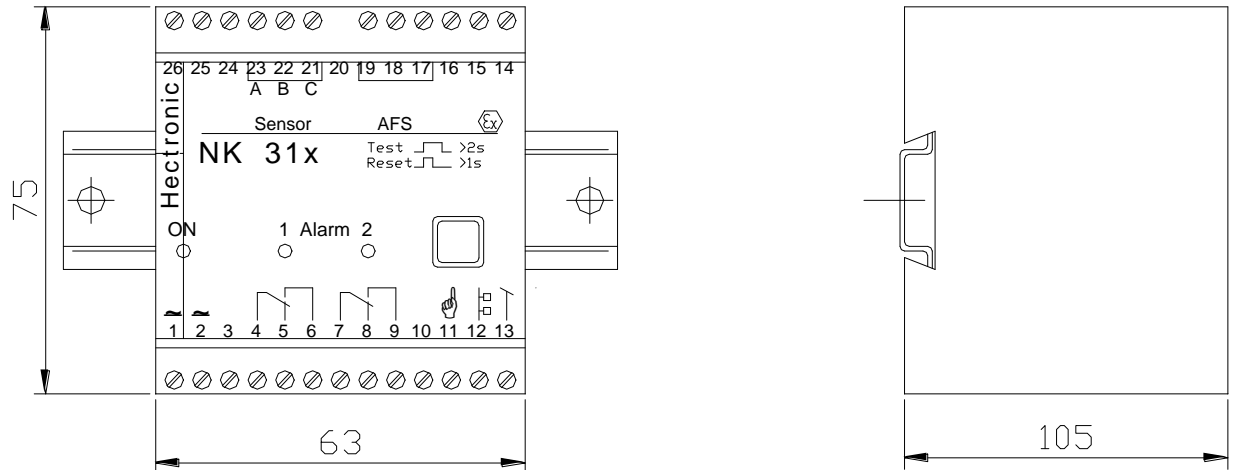 26 25 24 23 22 21 20 19 18 17 16 15 14
A B C
Hectronic
Sensor AFS Ex
NK 31x
Test >2s
Reset >1s
ON 1 Alarm 2
1 2 3 4 5 6 7 8 9 10 11 12 13
75
63
105